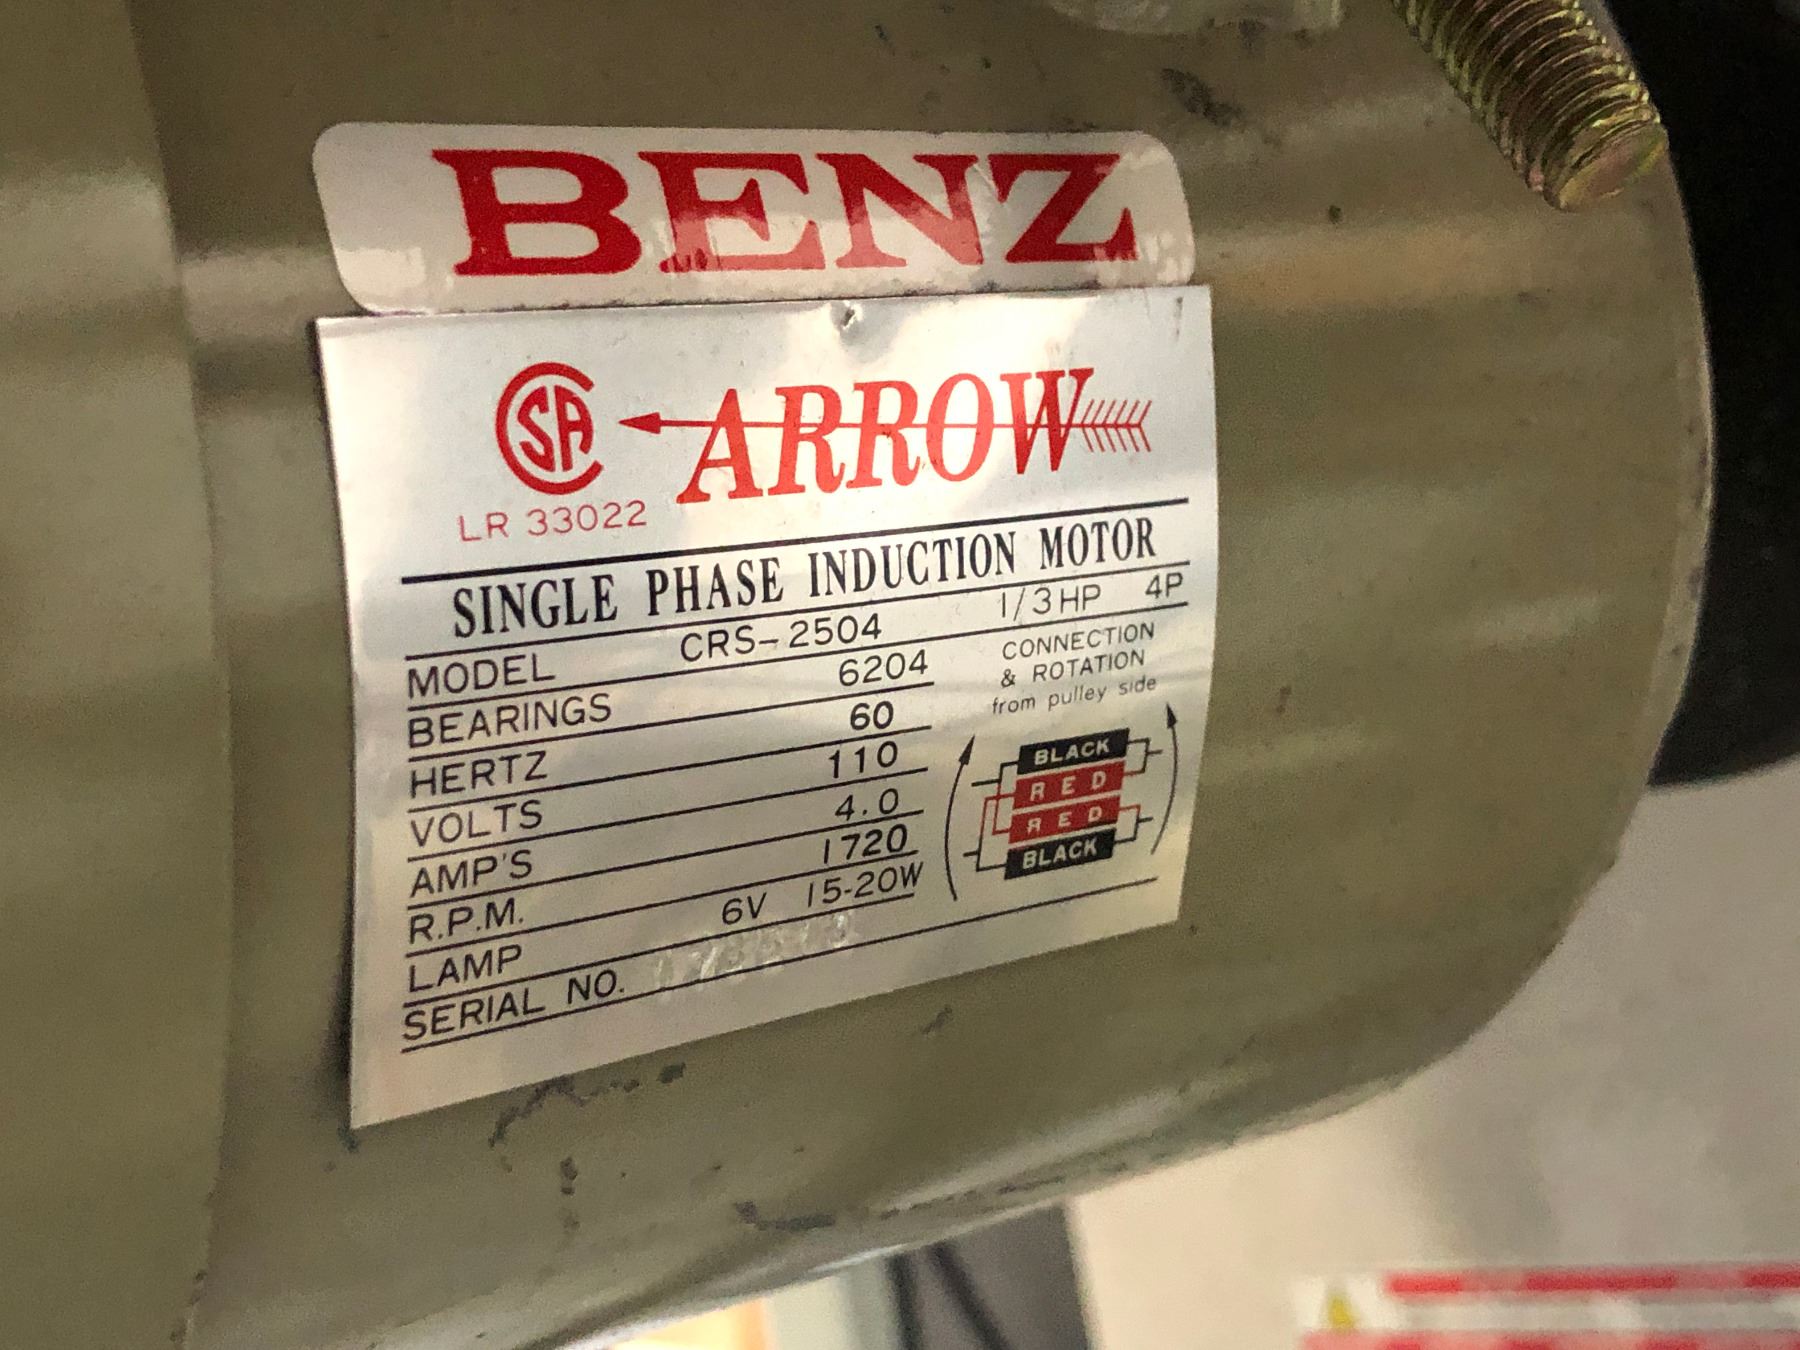 BENZ
CSA
ARROW
LR 33022
SINGLE PHASE INDUCTION MOTOR
MODEL CRS-2504 1/3HP 4P
BEARINGS 6204
HERTZ 60
VOLTS 110
AMP'S 4.0
R.P.M. 1720
LAMP 6V 15-20W
SERIAL NO.
CONNECTION
& ROTATION
from pulley side
BLACK
RED
RED
BLACK